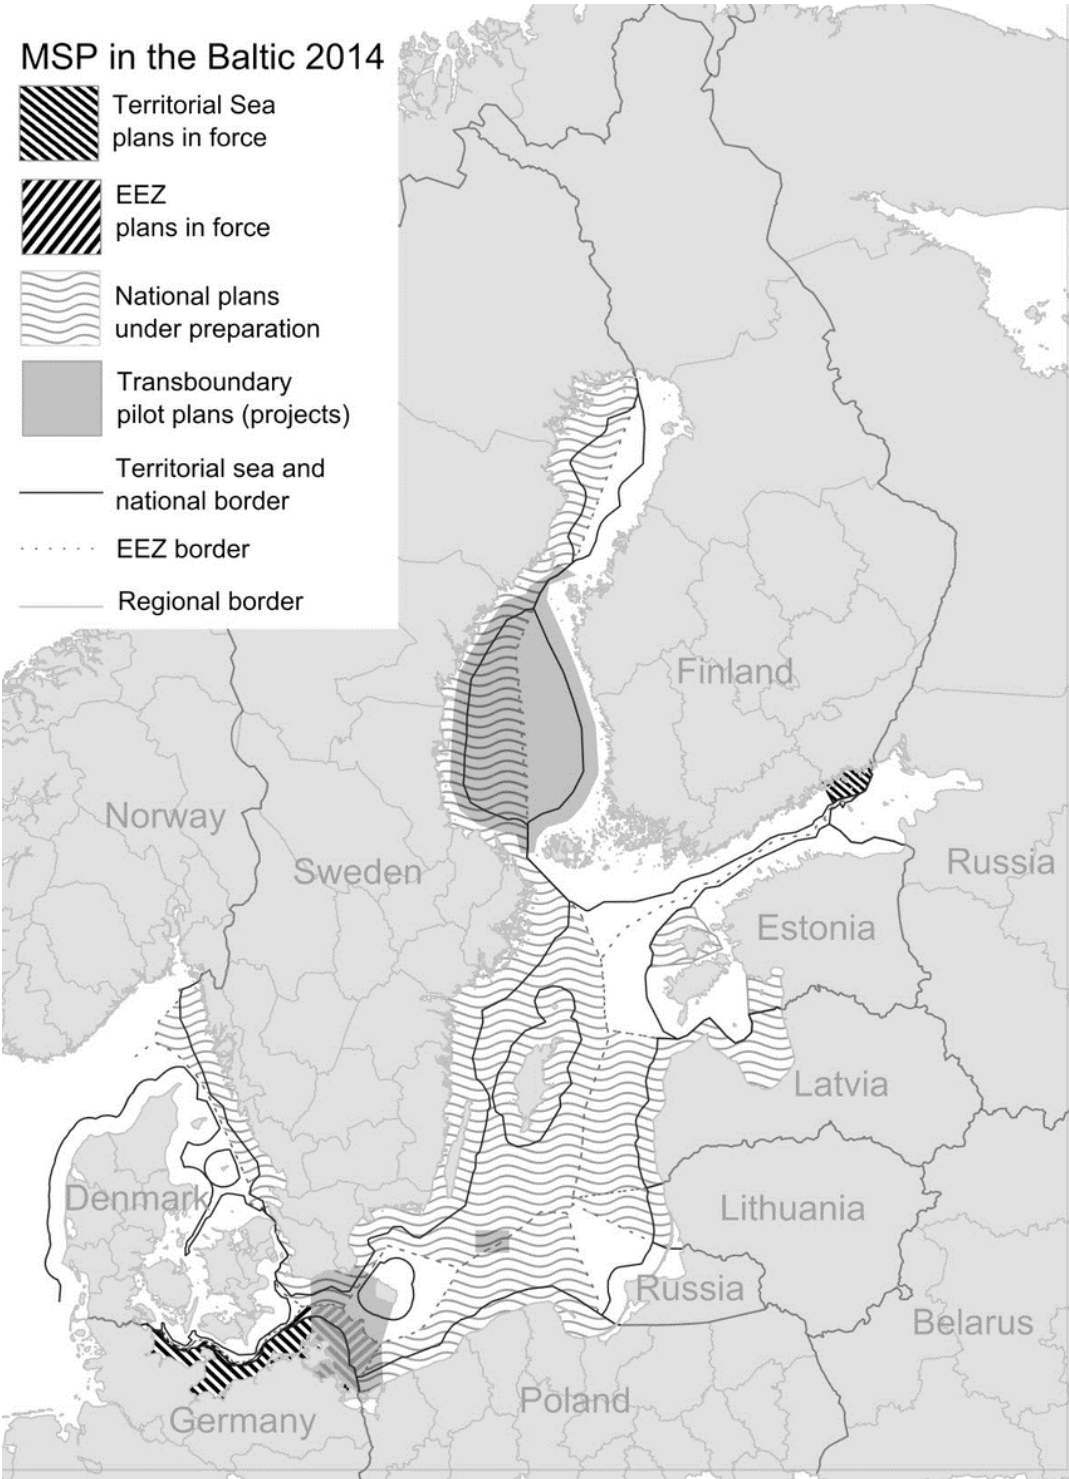 MSP in the Baltic 2014
Territorial Sea
plans in force
EEZ
plans in force
National plans
under preparation
Transboundary
pilot plans (projects)
Territorial sea and
national border
EEZ border
Regional border
Finland
Norway
Sweden
Russia
Estonia
Latvia
Denmark
Lithuania
Russia
Belarus
Poland
Germany